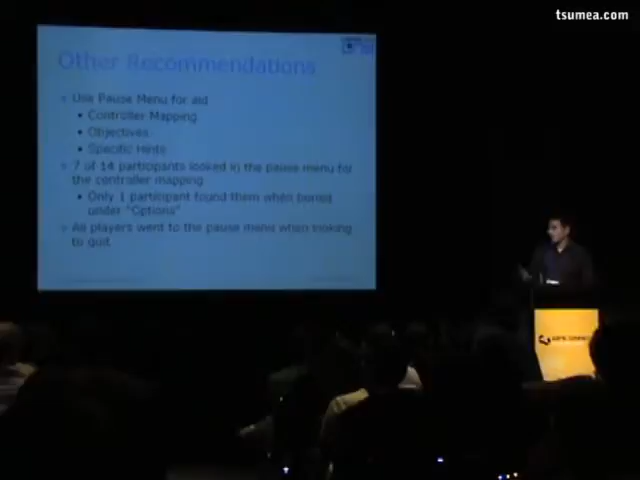 tsumea.com
Other Recommendations
Use Pause Menu for aid
• Controller Mapping
• Objectives
• Specific Hints
7 of 14 participants looked in the pause menu for
the controller mapping
• Only 1 participant found them when buried
under "Options"
All players went to the pause menu when looking
to quit